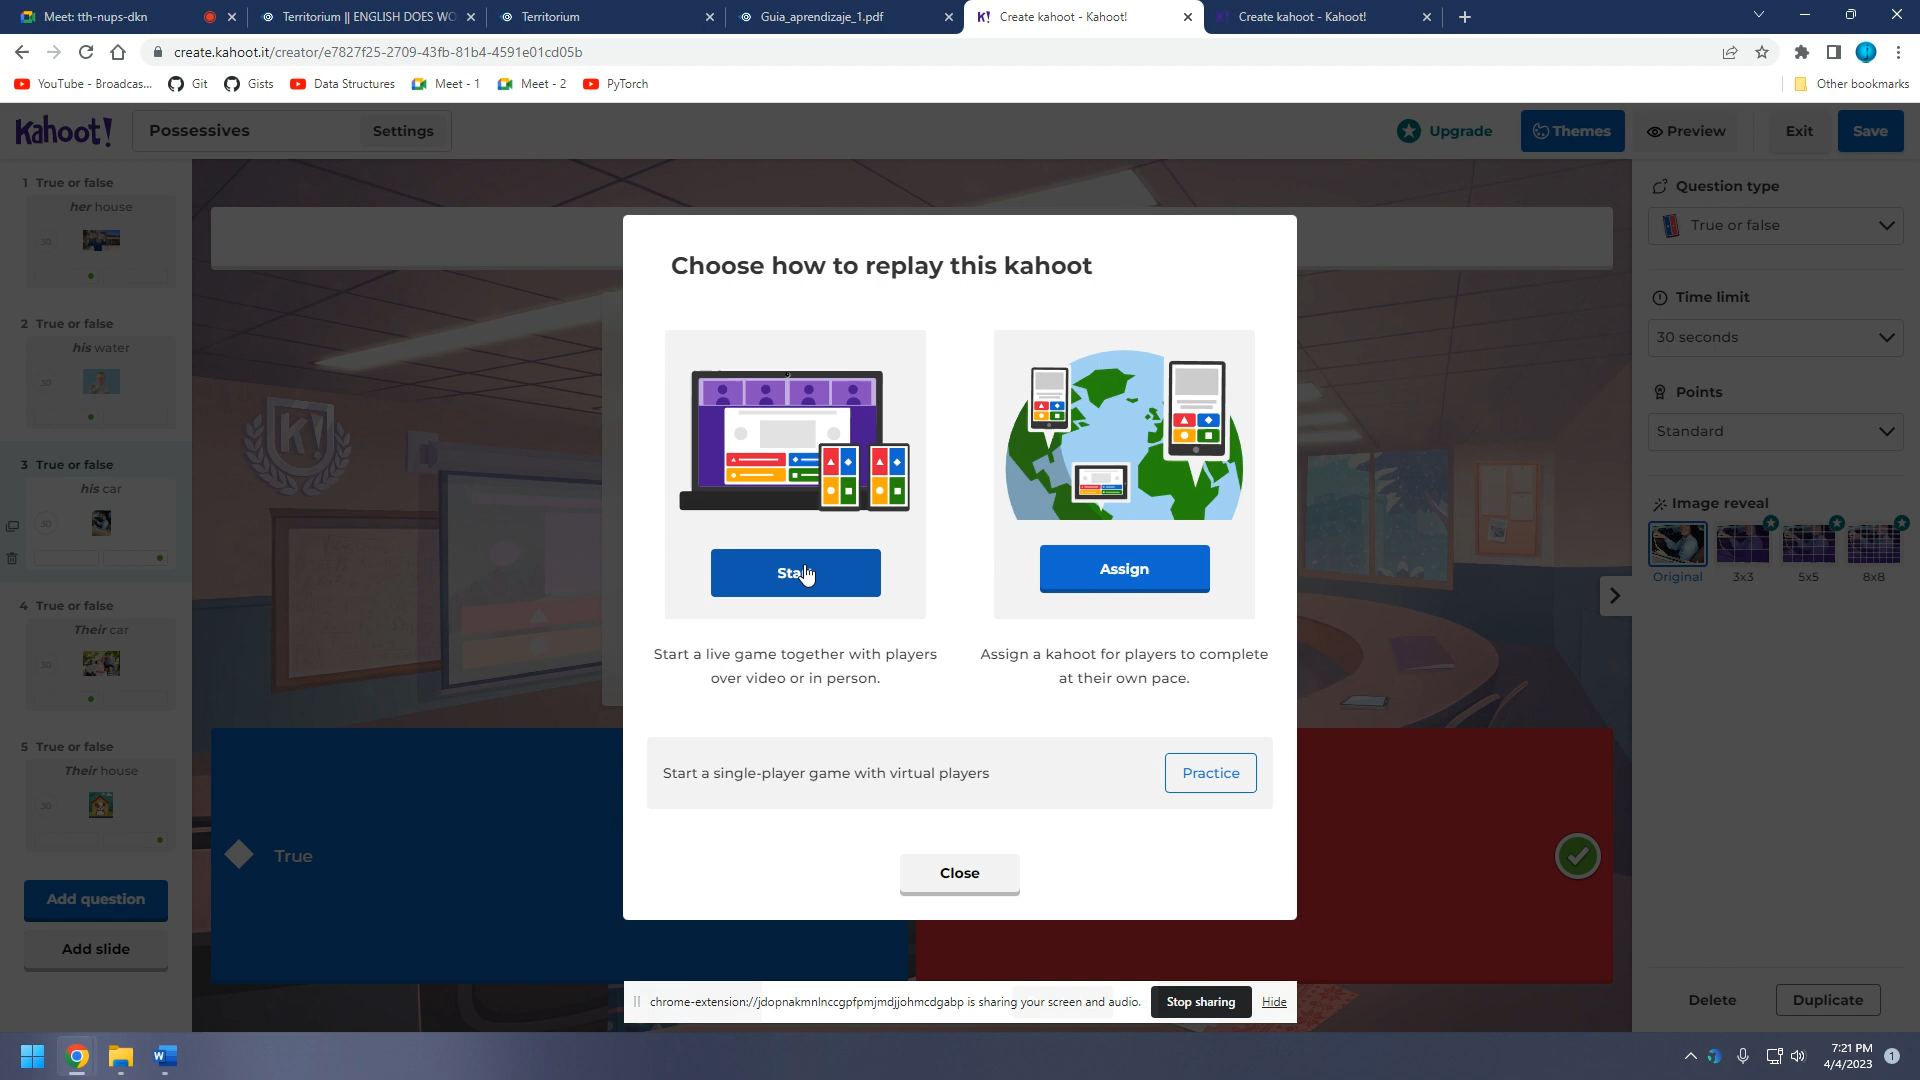 Meet: tth-nups-dkn
Territorium || ENGLISH DOES WO
Territorium
Guia_aprendizaje_1.pdf
K! Create kahoot - Kahoot!
K! Create kahoot - Kahoot!
create.kahoot.it/creator/e7827f25-2709-43fb-81b4-4591e01cd05b
YouTube - Broadcas...
Git
Gists
Data Structures
Meet - 1
Meet - 2
PyTorch
Other bookmarks
Kahoot!
Possessives
Settings
Upgrade
Themes
Preview
Exit
Save
1 True or false
her house
30
2 True or false
his water
30
3 True or false
his car
30
4 True or false
Their car
30
5 True or false
Their house
30
Add question
Add slide
K!
True
Choose how to replay this kahoot
Start
Assign
Start a live game together with players
over video or in person.
Assign a kahoot for players to complete
at their own pace.
Start a single-player game with virtual players
Practice
Close
chrome-extension://jdopnakmnlnccgpfpmjmdjjohmcdgabp is sharing your screen and audio.
Stop sharing
Hide
Question type
True or false
Time limit
30 seconds
Points
Standard
Image reveal
Original
3x3
5x5
8x8
Delete
Duplicate
W
7:21 PM
4/4/2023
1